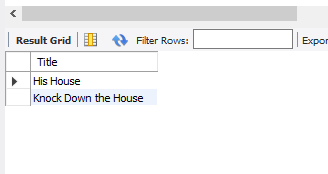 Result Grid Filter Rows: Expor
Title
His House
Knock Down the House